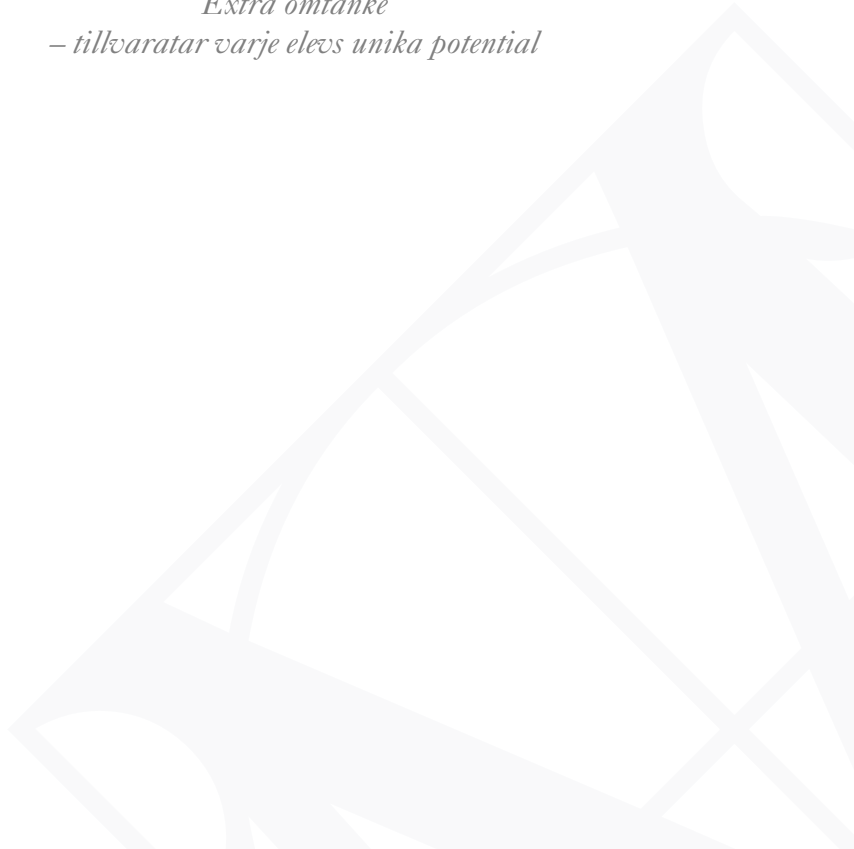 Extra omtanke
– tillvaratar varje elevs unika potential